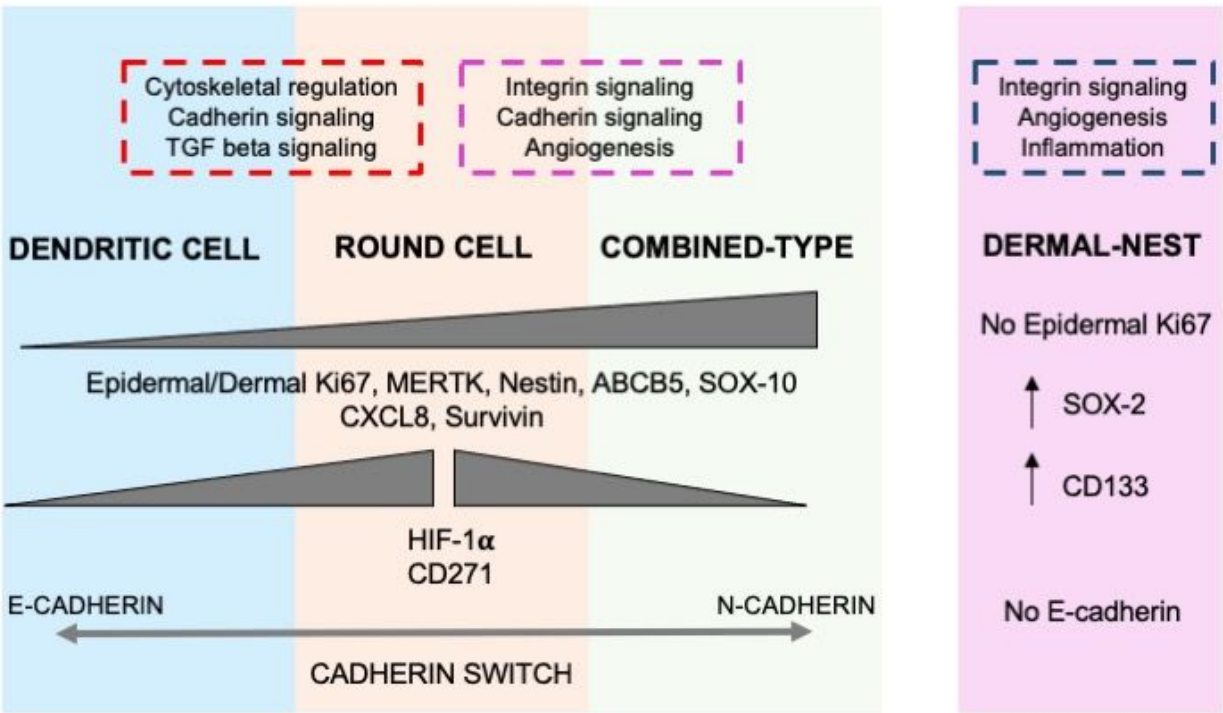 Cytoskeletal regulation
Cadherin signaling
TGF beta signaling
Integrin signaling
Cadherin signaling
Angiogenesis
Integrin signaling
Angiogenesis
Inflammation
DENDRITIC CELL
ROUND CELL
COMBINED-TYPE
DERMAL-NEST
Epidermal/Dermal Ki67, MERTK, Nestin, ABCB5, SOX-10
CXCL8, Survivin
HIF-1α
CD271
E-CADHERIN
N-CADHERIN
CADHERIN SWITCH
No Epidermal Ki67
SOX-2
CD133
No E-cadherin